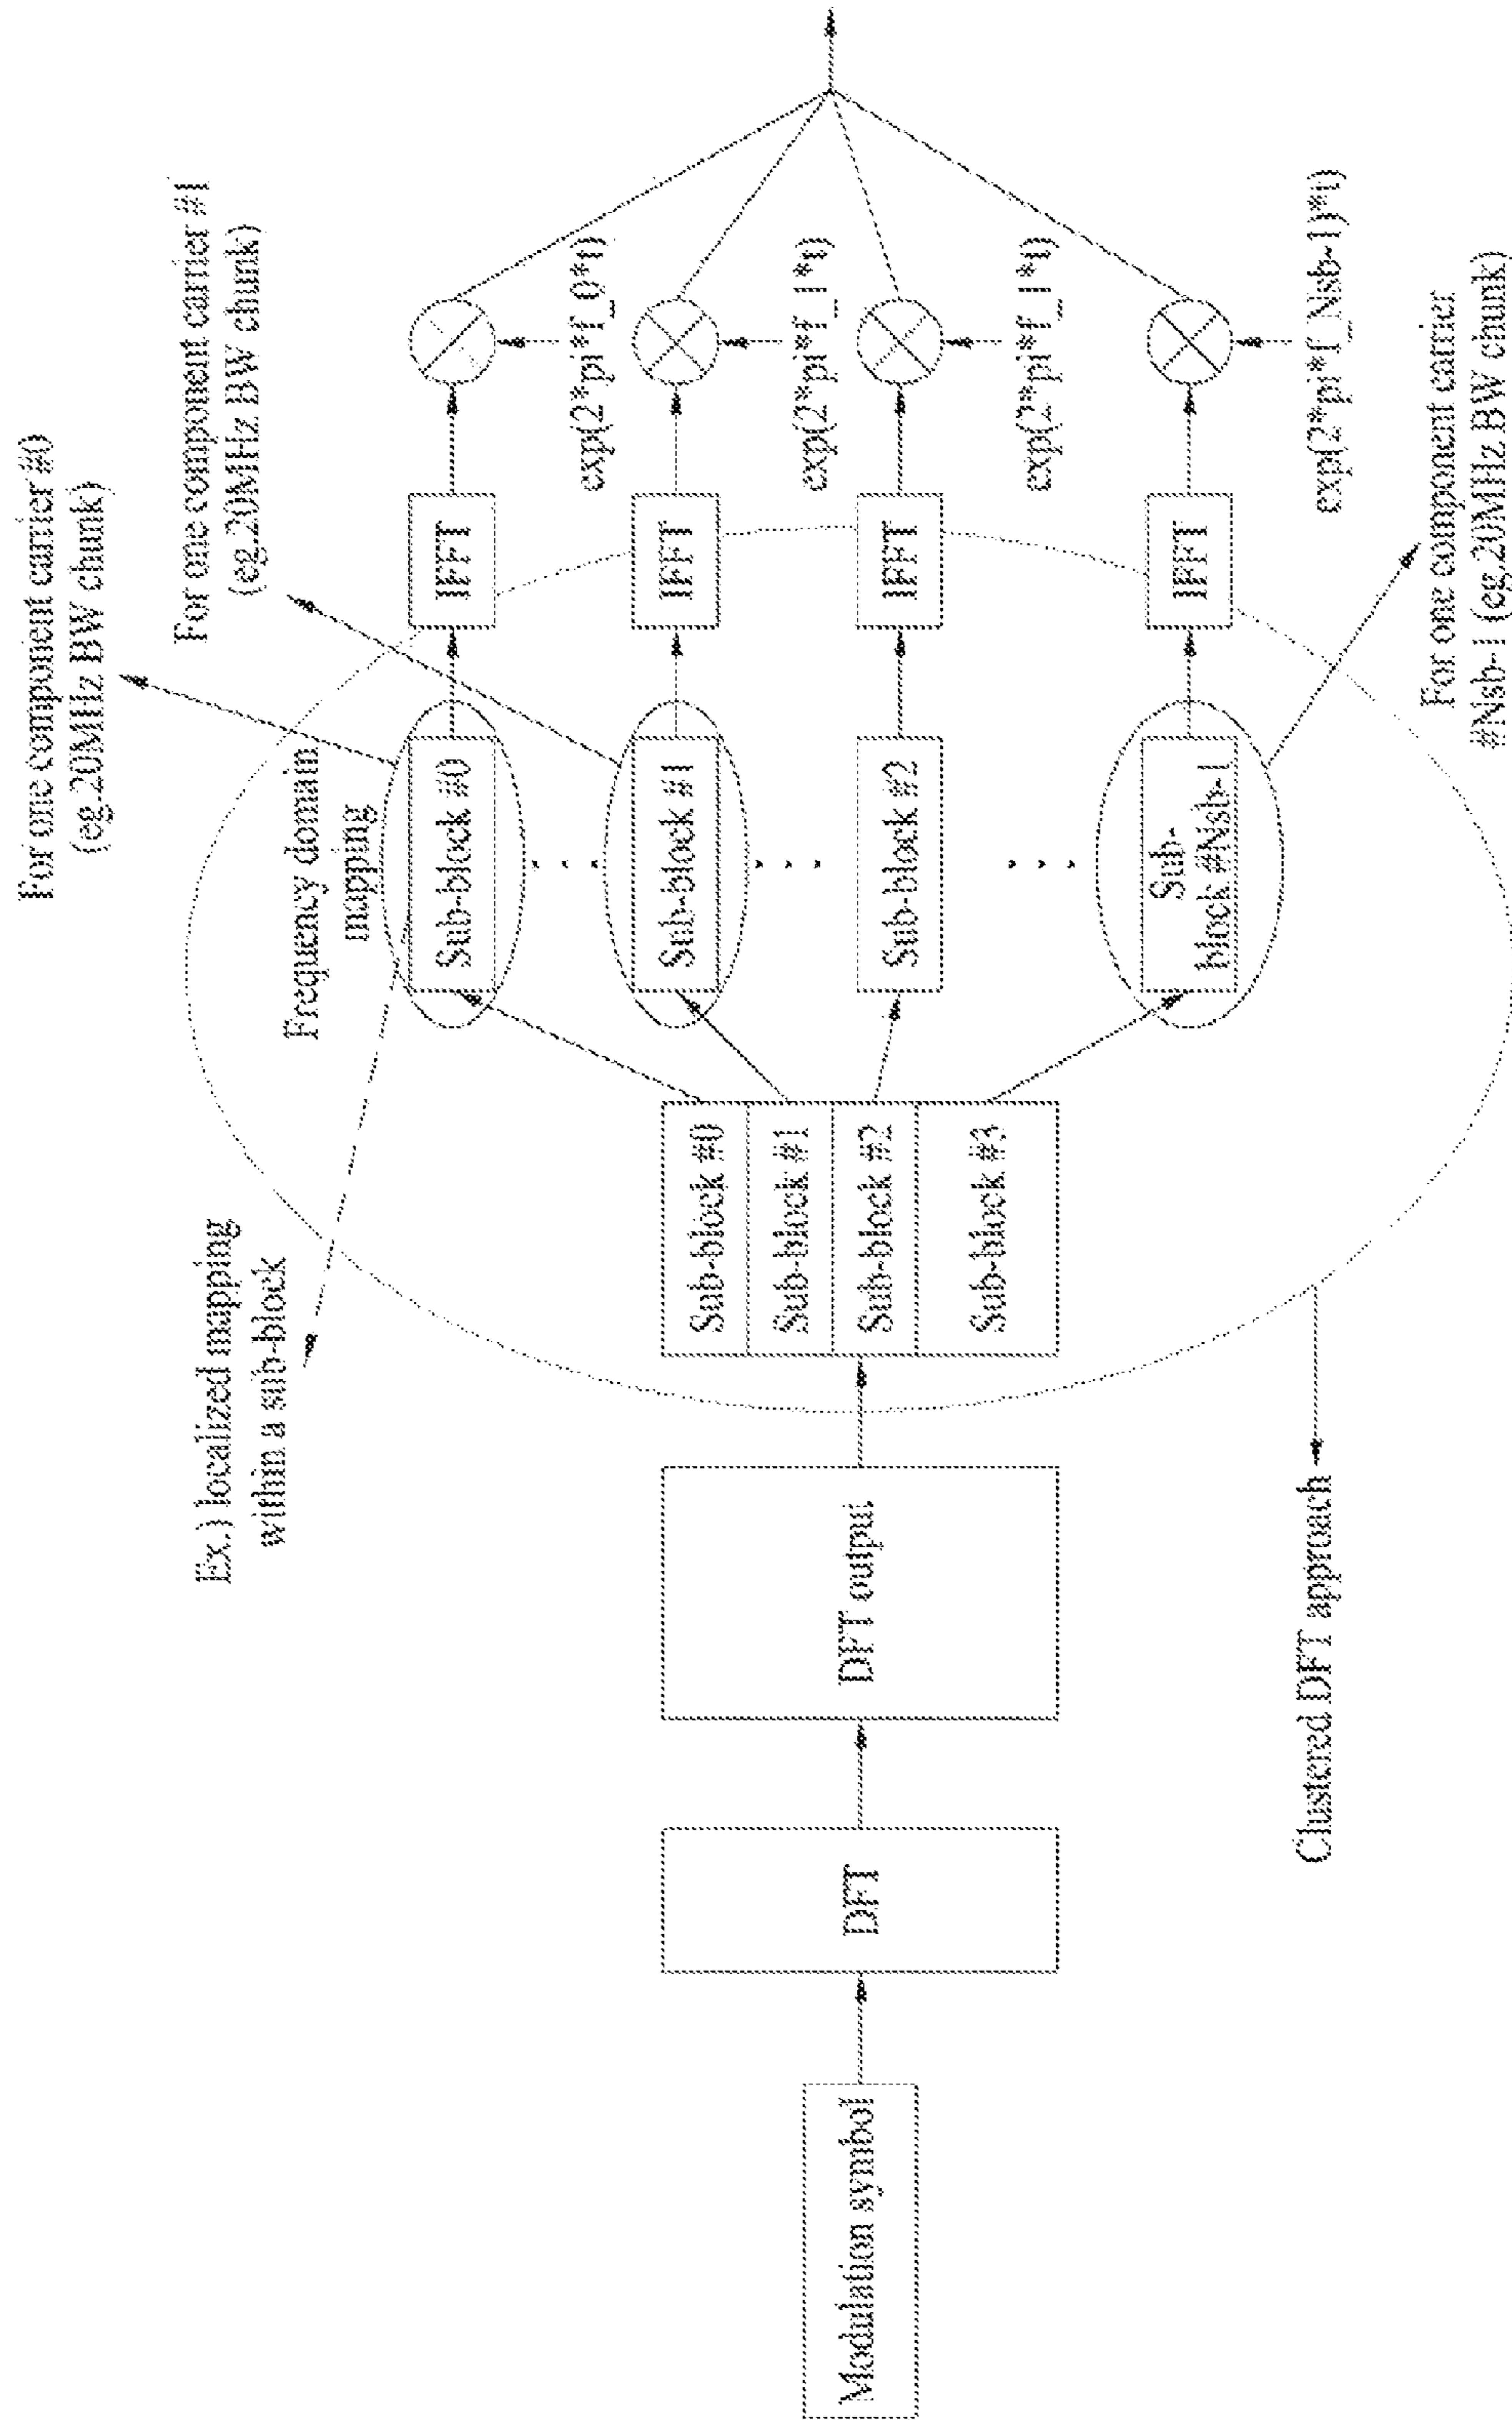 For one component carrier #0
(eg.20MHz BW chunk)
For one component carrier #1
(eg.20MHz BW chunk)
Ex.) localized mapping
within a sub-block
Frequency domain
mapping
Modulation symbol
DFT
DFT output
Sub-block #0
Sub-block #1
Sub-block #2
Sub-block #3
Sub-block #0
IFFT
exp(2*pi*f_0*t)
Sub-block #1
IFFT
exp(2*pi*f_1*t)
Sub-block #2
IFFT
exp(2*pi*f_1*t)
Sub-
block #Nsb-1
IFFT
exp(2*pi*f_Nsb-1)*t)
Clustered DFT approach
For one component carrier
#Nsb-1 (eg.20MHz BW chunk)